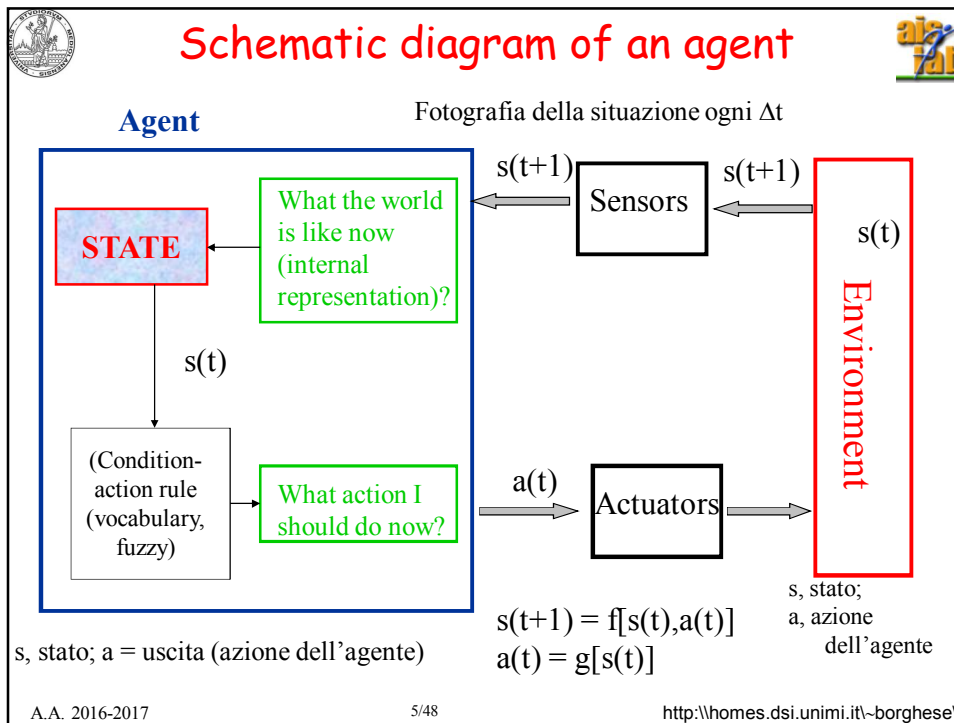 Schematic diagram of an agent
Agent
Fotografia della situazione ogni Δt
s(t+1)
s(t+1)
What the world
is like now
(internal
representation)?
STATE
Sensors
s(t)
Environment
s(t)
(Condition-
action rule
(vocabulary,
fuzzy)
What action I
should do now?
a(t)
Actuators
s, stato;
a, azione
dell’agente
s(t+1) = f[s(t),a(t)]
a(t) = g[s(t)]
s, stato; a = uscita (azione dell’agente)
A.A. 2016-2017
5/48
http:\\homes.dsi.unimi.it\~borghese\